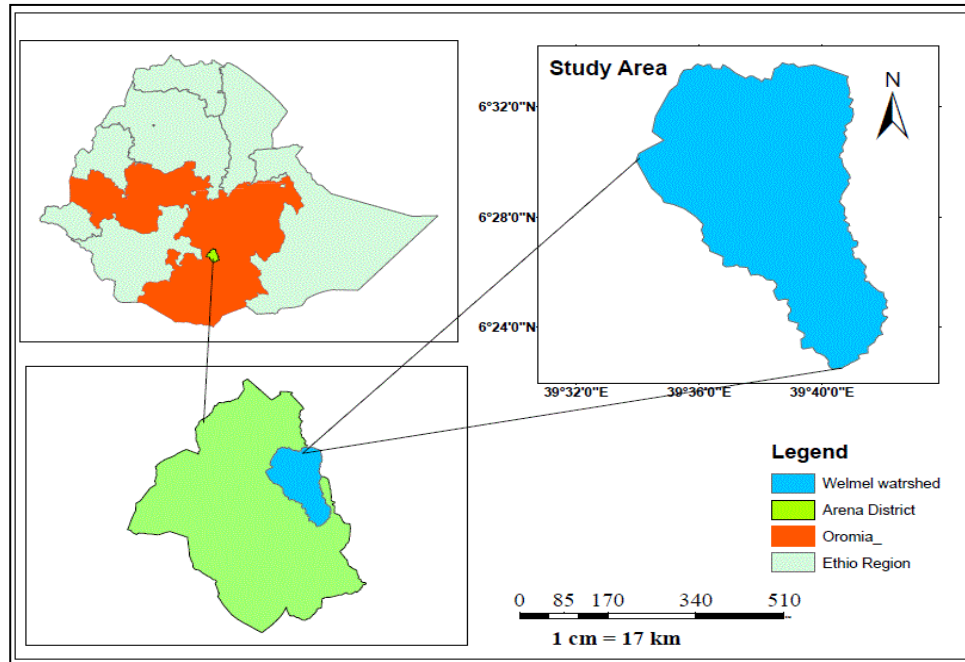 Study Area
N
6°32'0"N
6°28'0"N
6°24'0"N
39°32'0"E
39°36'0"E
39°40'0"E
Legend
Welmel watrshed
Arena District
Oromia_
Ethio Region
0 85 170 340 510
1 cm = 17 km